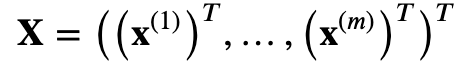 𝐗 = ((𝐱⁽¹⁾)ᵀ, … , (𝐱⁽ᵐ⁾)ᵀ)ᵀ